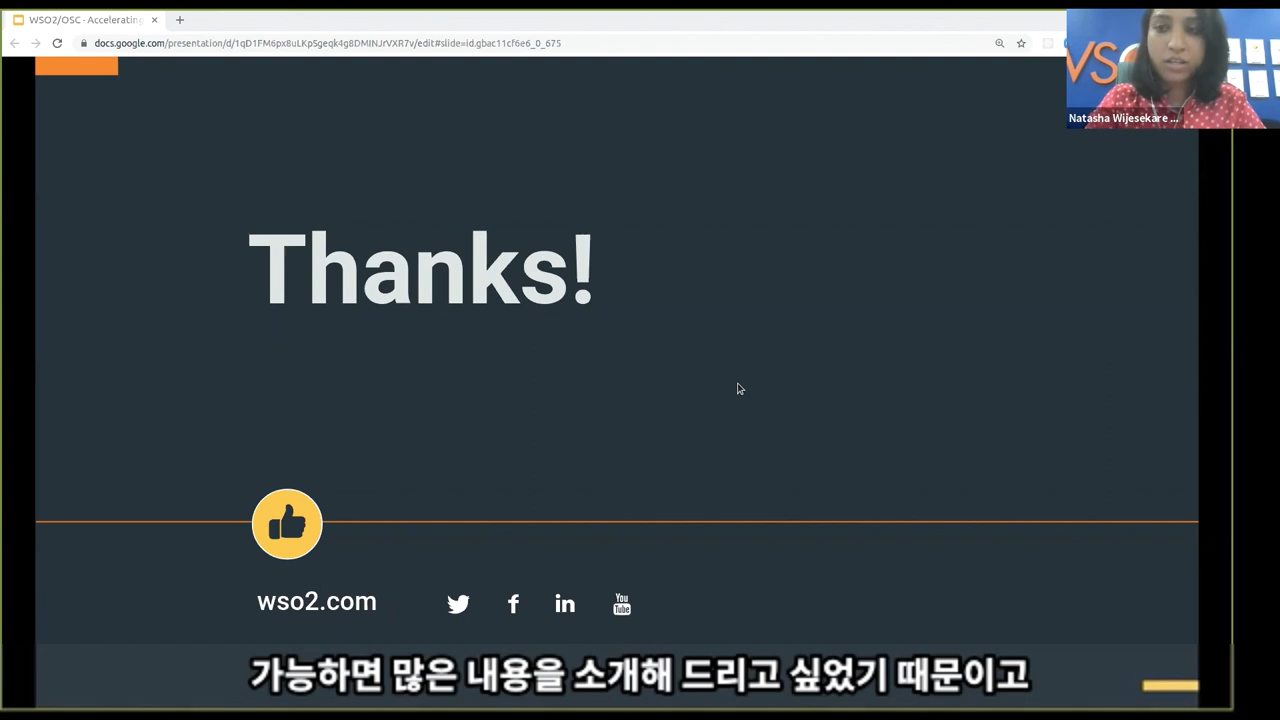 WSO2/OSC - Accelerating
docs.google.com/presentation/d/1qD1FM6px8uLKpSgeqk4g8DMINJrVXR7v/edit#slide=id.gbac11cf6e6_0_675
Natasha Wijesekare ...
Thanks!
wso2.com
You
Tube
가능하면 많은 내용을 소개해 드리고 싶었기 때문이고